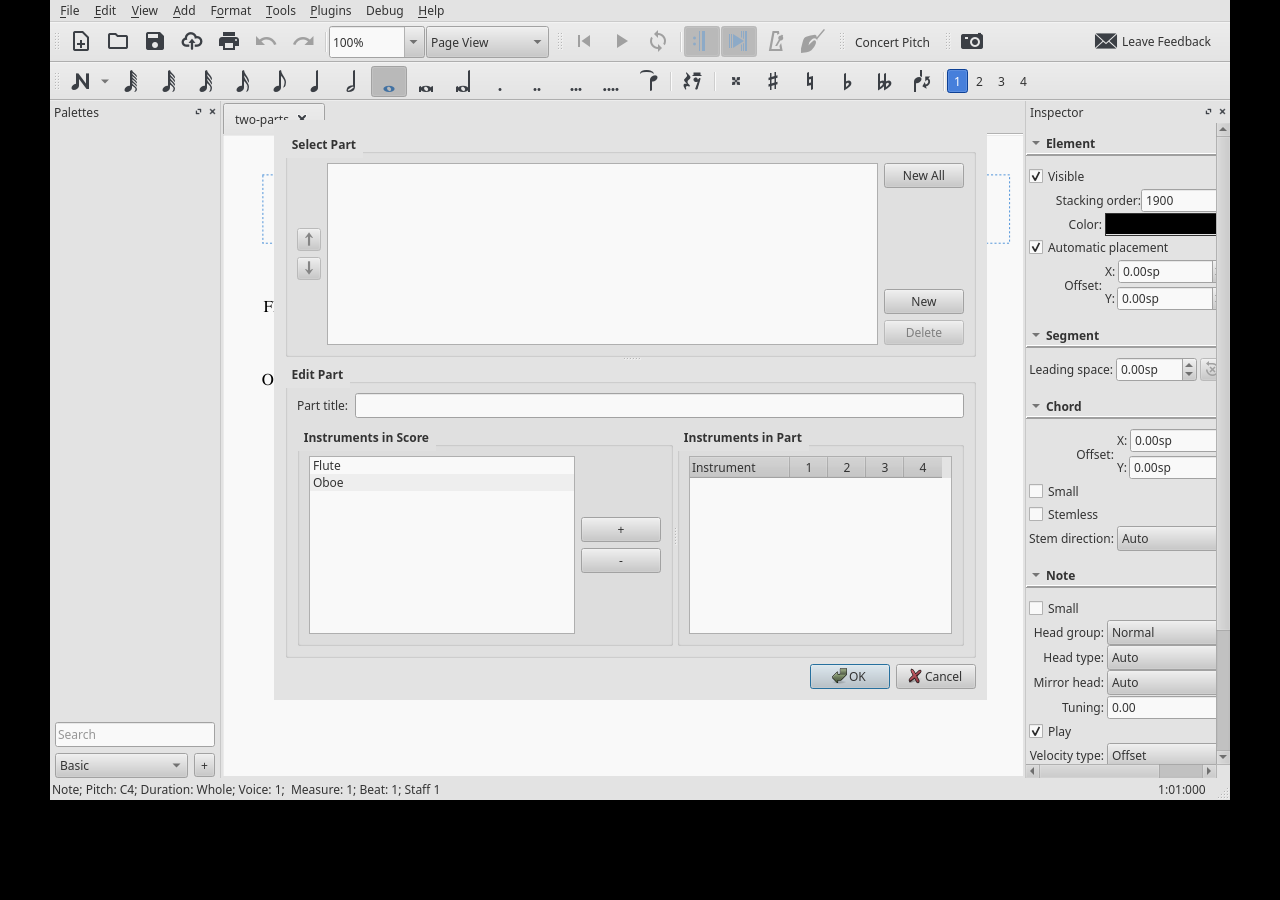 File Edit View Add Format Tools Plugins Debug Help
100% Page View Concert Pitch Leave Feedback
1 2 3 4
Palettes
two-parts
Inspector
Select Part
New All
New
Delete
Edit Part
Part title:
Instruments in Score
Instruments in Part
Flute
Oboe
+
-
Instrument 1 2 3 4
OK
Cancel
F
O
Element
Visible
Stacking order: 1900
Color:
Automatic placement
X: 0.00sp
Offset:
Y: 0.00sp
Segment
Leading space: 0.00sp
Chord
X: 0.00sp
Offset:
Y: 0.00sp
Small
Stemless
Stem direction: Auto
Note
Small
Head group: Normal
Head type: Auto
Mirror head: Auto
Tuning: 0.00
Play
Velocity type: Offset
Search
Basic +
Note; Pitch: C4; Duration: Whole; Voice: 1; Measure: 1; Beat: 1; Staff 1
1:01:000